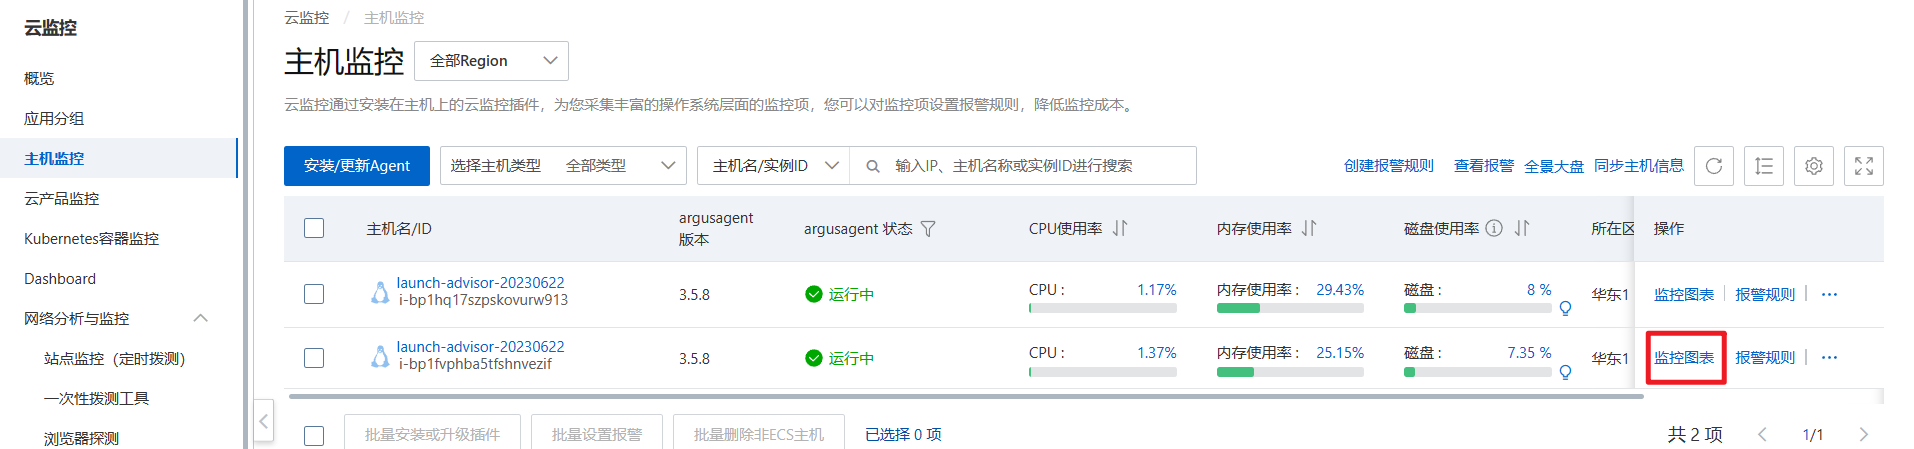 云监控
概览
应用分组
主机监控
云产品监控
Kubernetes容器监控
Dashboard
网络分析与监控
站点监控（定时拨测）
一次性拨测工具
浏览器探测
云监控 / 主机监控
主机监控 全部Region
云监控通过安装在主机上的云监控插件，为您采集丰富的操作系统层面的监控项，您可以对监控项设置报警规则，降低监控成本。
安装/更新Agent 选择主机类型 全部类型 主机名/实例ID 输入IP、主机名称或实例ID进行搜索 创建报警规则 查看报警 全景大盘 同步主机信息
主机名/ID argusagent 版本 argusagent 状态 CPU使用率 内存使用率 磁盘使用率 所在区 操作
launch-advisor-20230622
i-bp1hq17szpskovurw913 3.5.8 运行中 CPU： 1.17% 内存使用率： 29.43% 磁盘： 8 % 华东1 监控图表 报警规则 ...
launch-advisor-20230622
i-bp1fvphba5tfshnvezif 3.5.8 运行中 CPU： 1.37% 内存使用率： 25.15% 磁盘： 7.35 % 华东1 监控图表 报警规则 ...
批量安装或升级插件 批量设置报警 批量删除非ECS主机 已选择 0 项 共 2 项 1/1